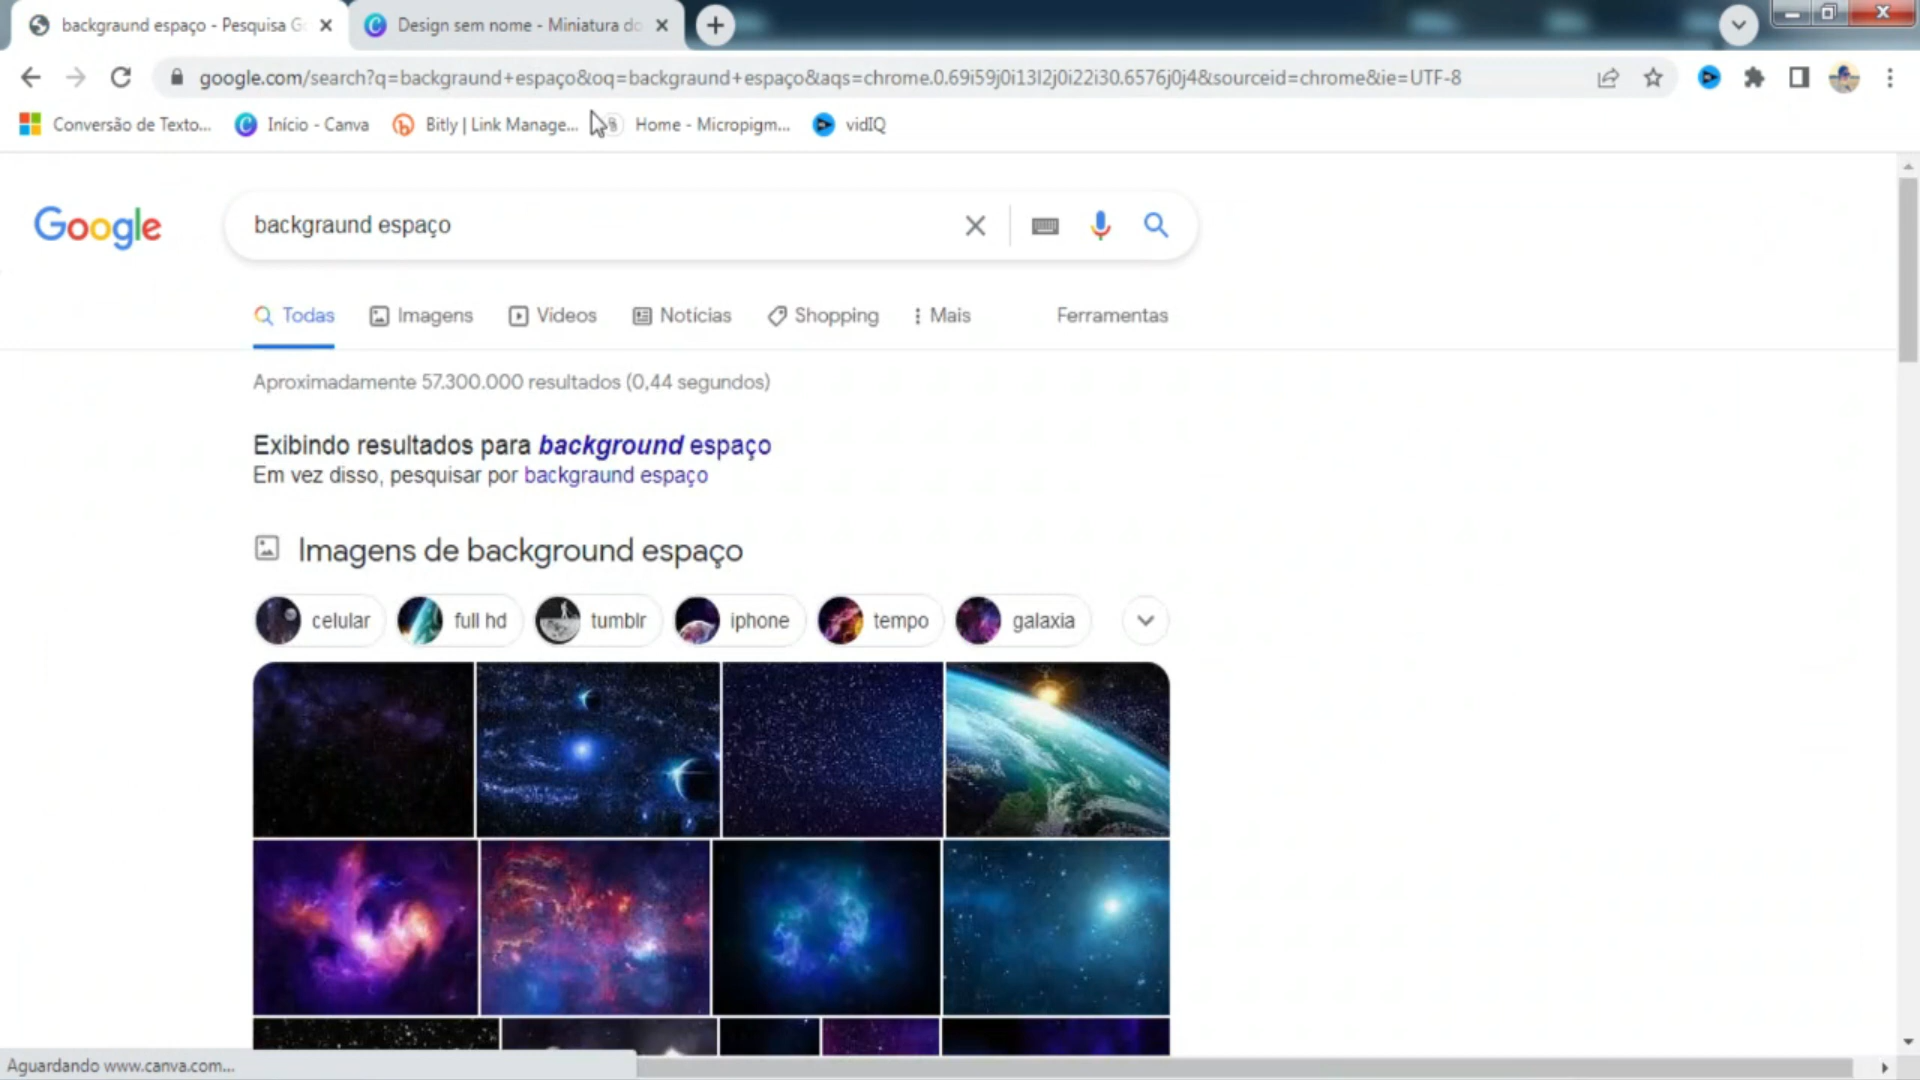 backgraund espaço - Pesquisa G
Design sem nome - Miniatura do
google.com/search?q=backgraund+espaço&oq=backgraund+espaço&aqs=chrome.0.69i59j0i13l2j0i22i30.6576j0j4&sourceid=chrome&ie=UTF-8
Conversão de Texto... Início - Canva Bitly | Link Manage... Home - Micropigm... vidIQ
Google backgraund espaço
Todas Imagens Vídeos Notícias Shopping Mais Ferramentas
Aproximadamente 57.300.000 resultados (0,44 segundos)
Exibindo resultados para background espaço
Em vez disso, pesquisar por backgraund espaço
Imagens de background espaço
celular full hd tumblr iphone tempo galaxia
Aguardando www.canva.com...